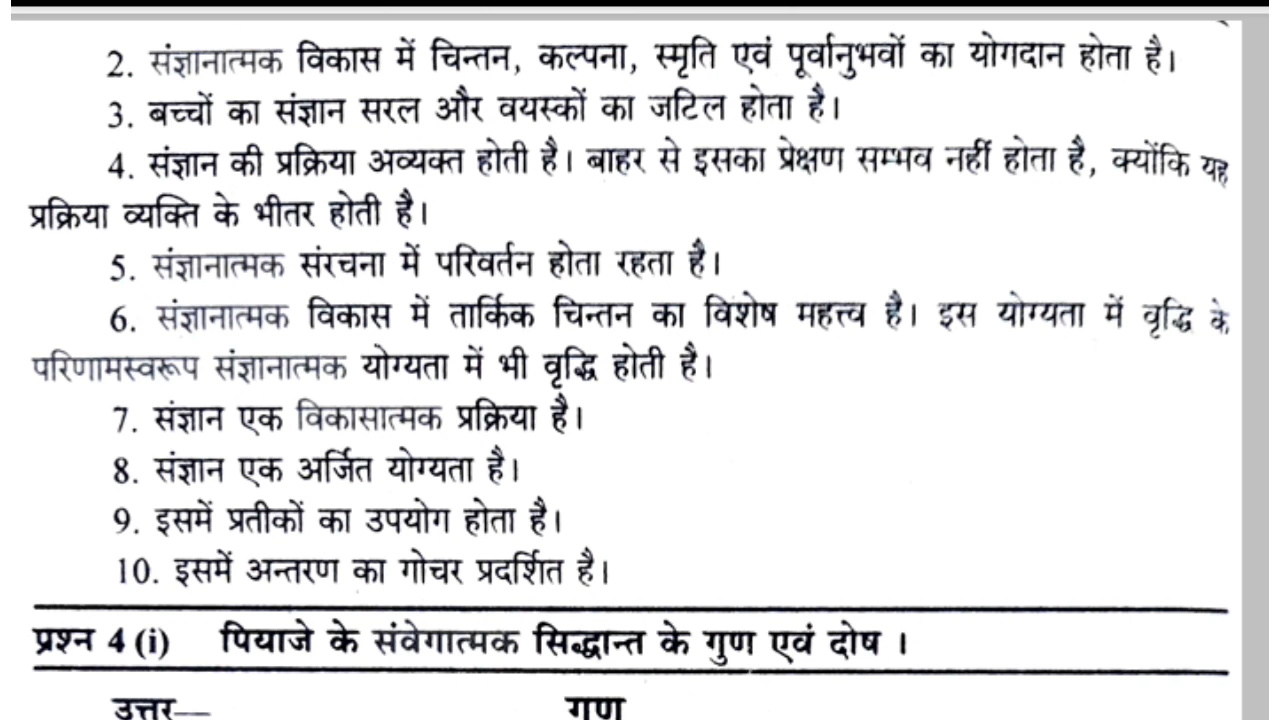 2. संज्ञानात्मक विकास में चिन्तन, कल्पना, स्मृति एवं पूर्वानुभवों का योगदान होता है।
3. बच्चों का संज्ञान सरल और वयस्कों का जटिल होता है।
4. संज्ञान की प्रक्रिया अव्यक्त होती है। बाहर से इसका प्रेक्षण सम्भव नहीं होता है, क्योंकि यह
प्रक्रिया व्यक्ति के भीतर होती है।
5. संज्ञानात्मक संरचना में परिवर्तन होता रहता है।
6. संज्ञानात्मक विकास में तार्किक चिन्तन का विशेष महत्त्व है। इस योग्यता में वृद्धि के
परिणामस्वरूप संज्ञानात्मक योग्यता में भी वृद्धि होती है।
7. संज्ञान एक विकासात्मक प्रक्रिया है।
8. संज्ञान एक अर्जित योग्यता है।
9. इसमें प्रतीकों का उपयोग होता है।
10. इसमें अन्तरण का गोचर प्रदर्शित है।
प्रश्न 4 (i) पियाजे के संवेगात्मक सिद्धान्त के गुण एवं दोष ।
उत्तर— गुण